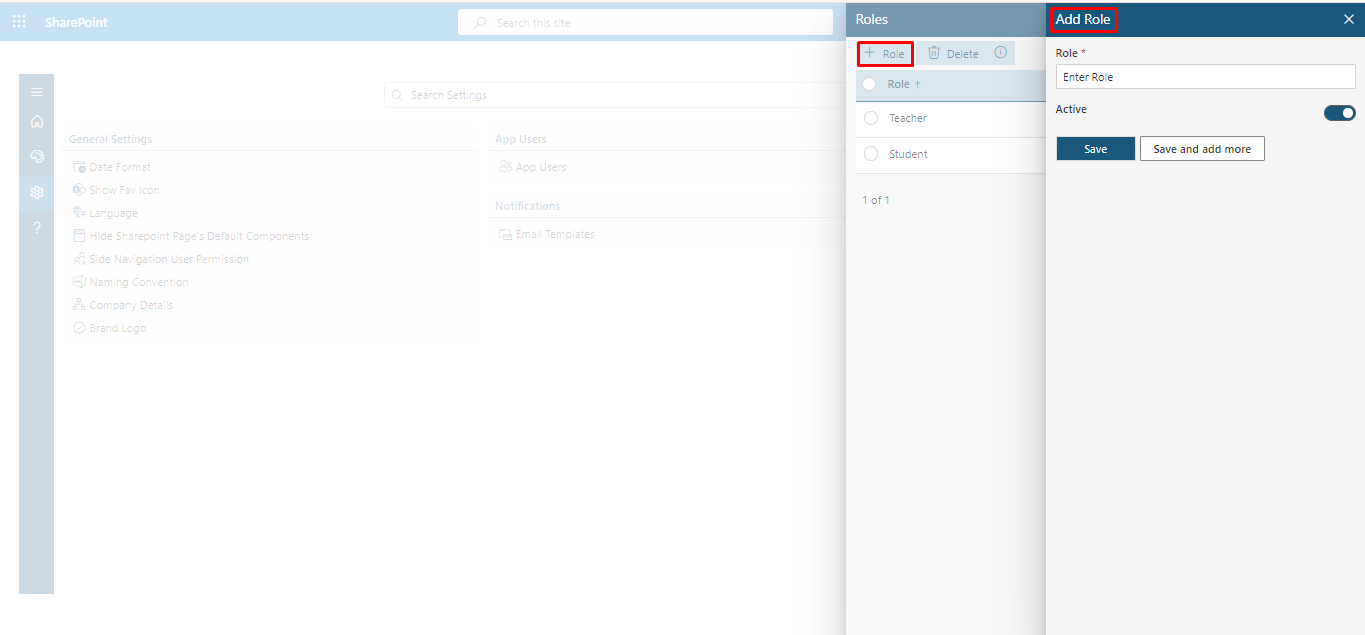 SharePoint
Search this site
Search Settings
General Settings
Date Format
Show Fav Icon
Language
Hide Sharepoint Page's Default Components
Side Navigation User Permission
Naming Convention
Company Details
Brand Logo
App Users
App Users
Notifications
Email Templates
Roles
+ Role
Delete
Role ↑
Teacher
Student
1 of 1
Add Role
Role *
Enter Role
Active
Save
Save and add more